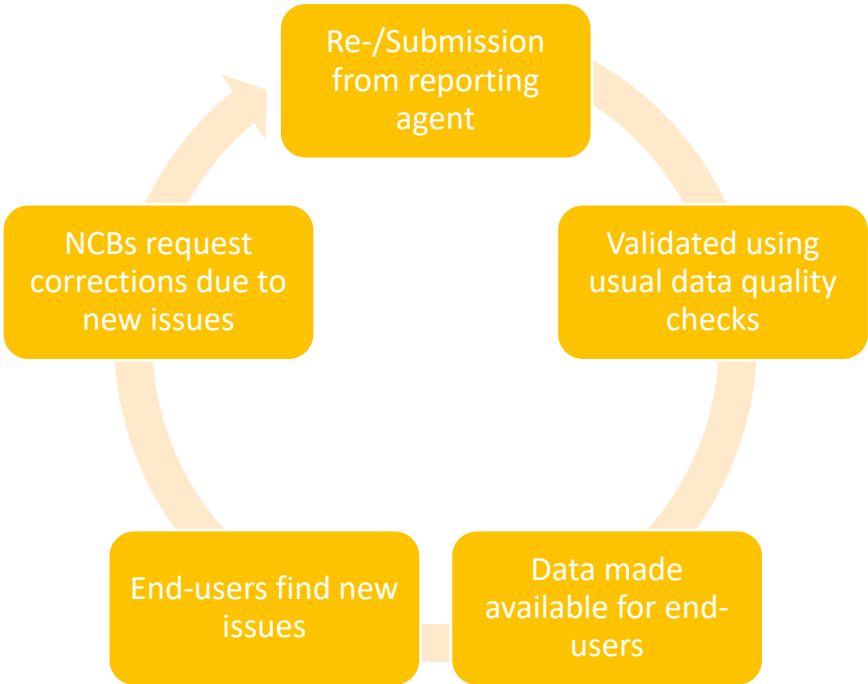 Re-/Submission
from reporting
agent
Validated using
usual data quality
checks
Data made
available for end-
users
End-users find new
issues
NCBs request
corrections due to
new issues